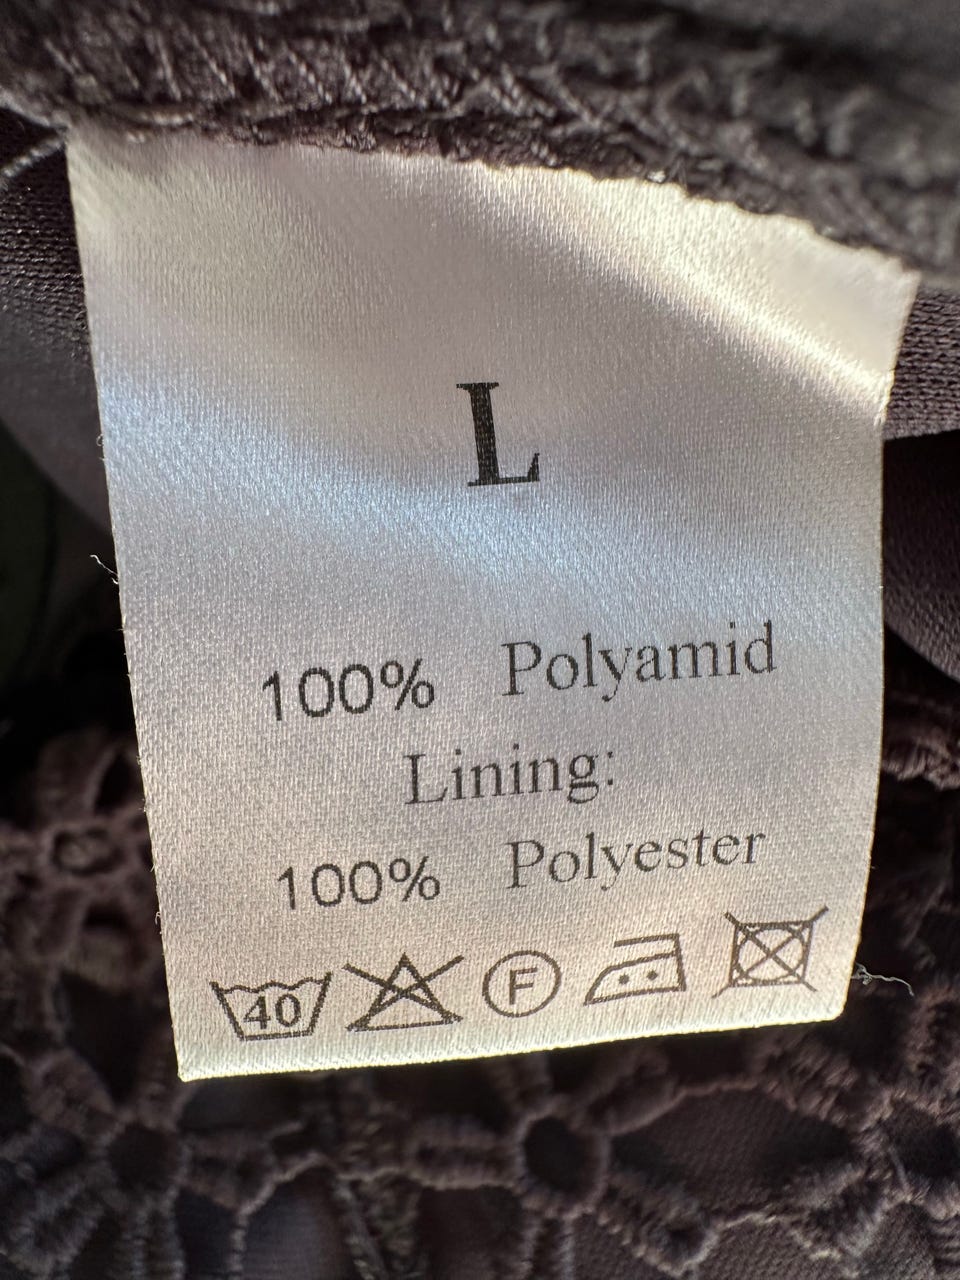 L
100% Polyamid
Lining:
100% Polyester
40 F